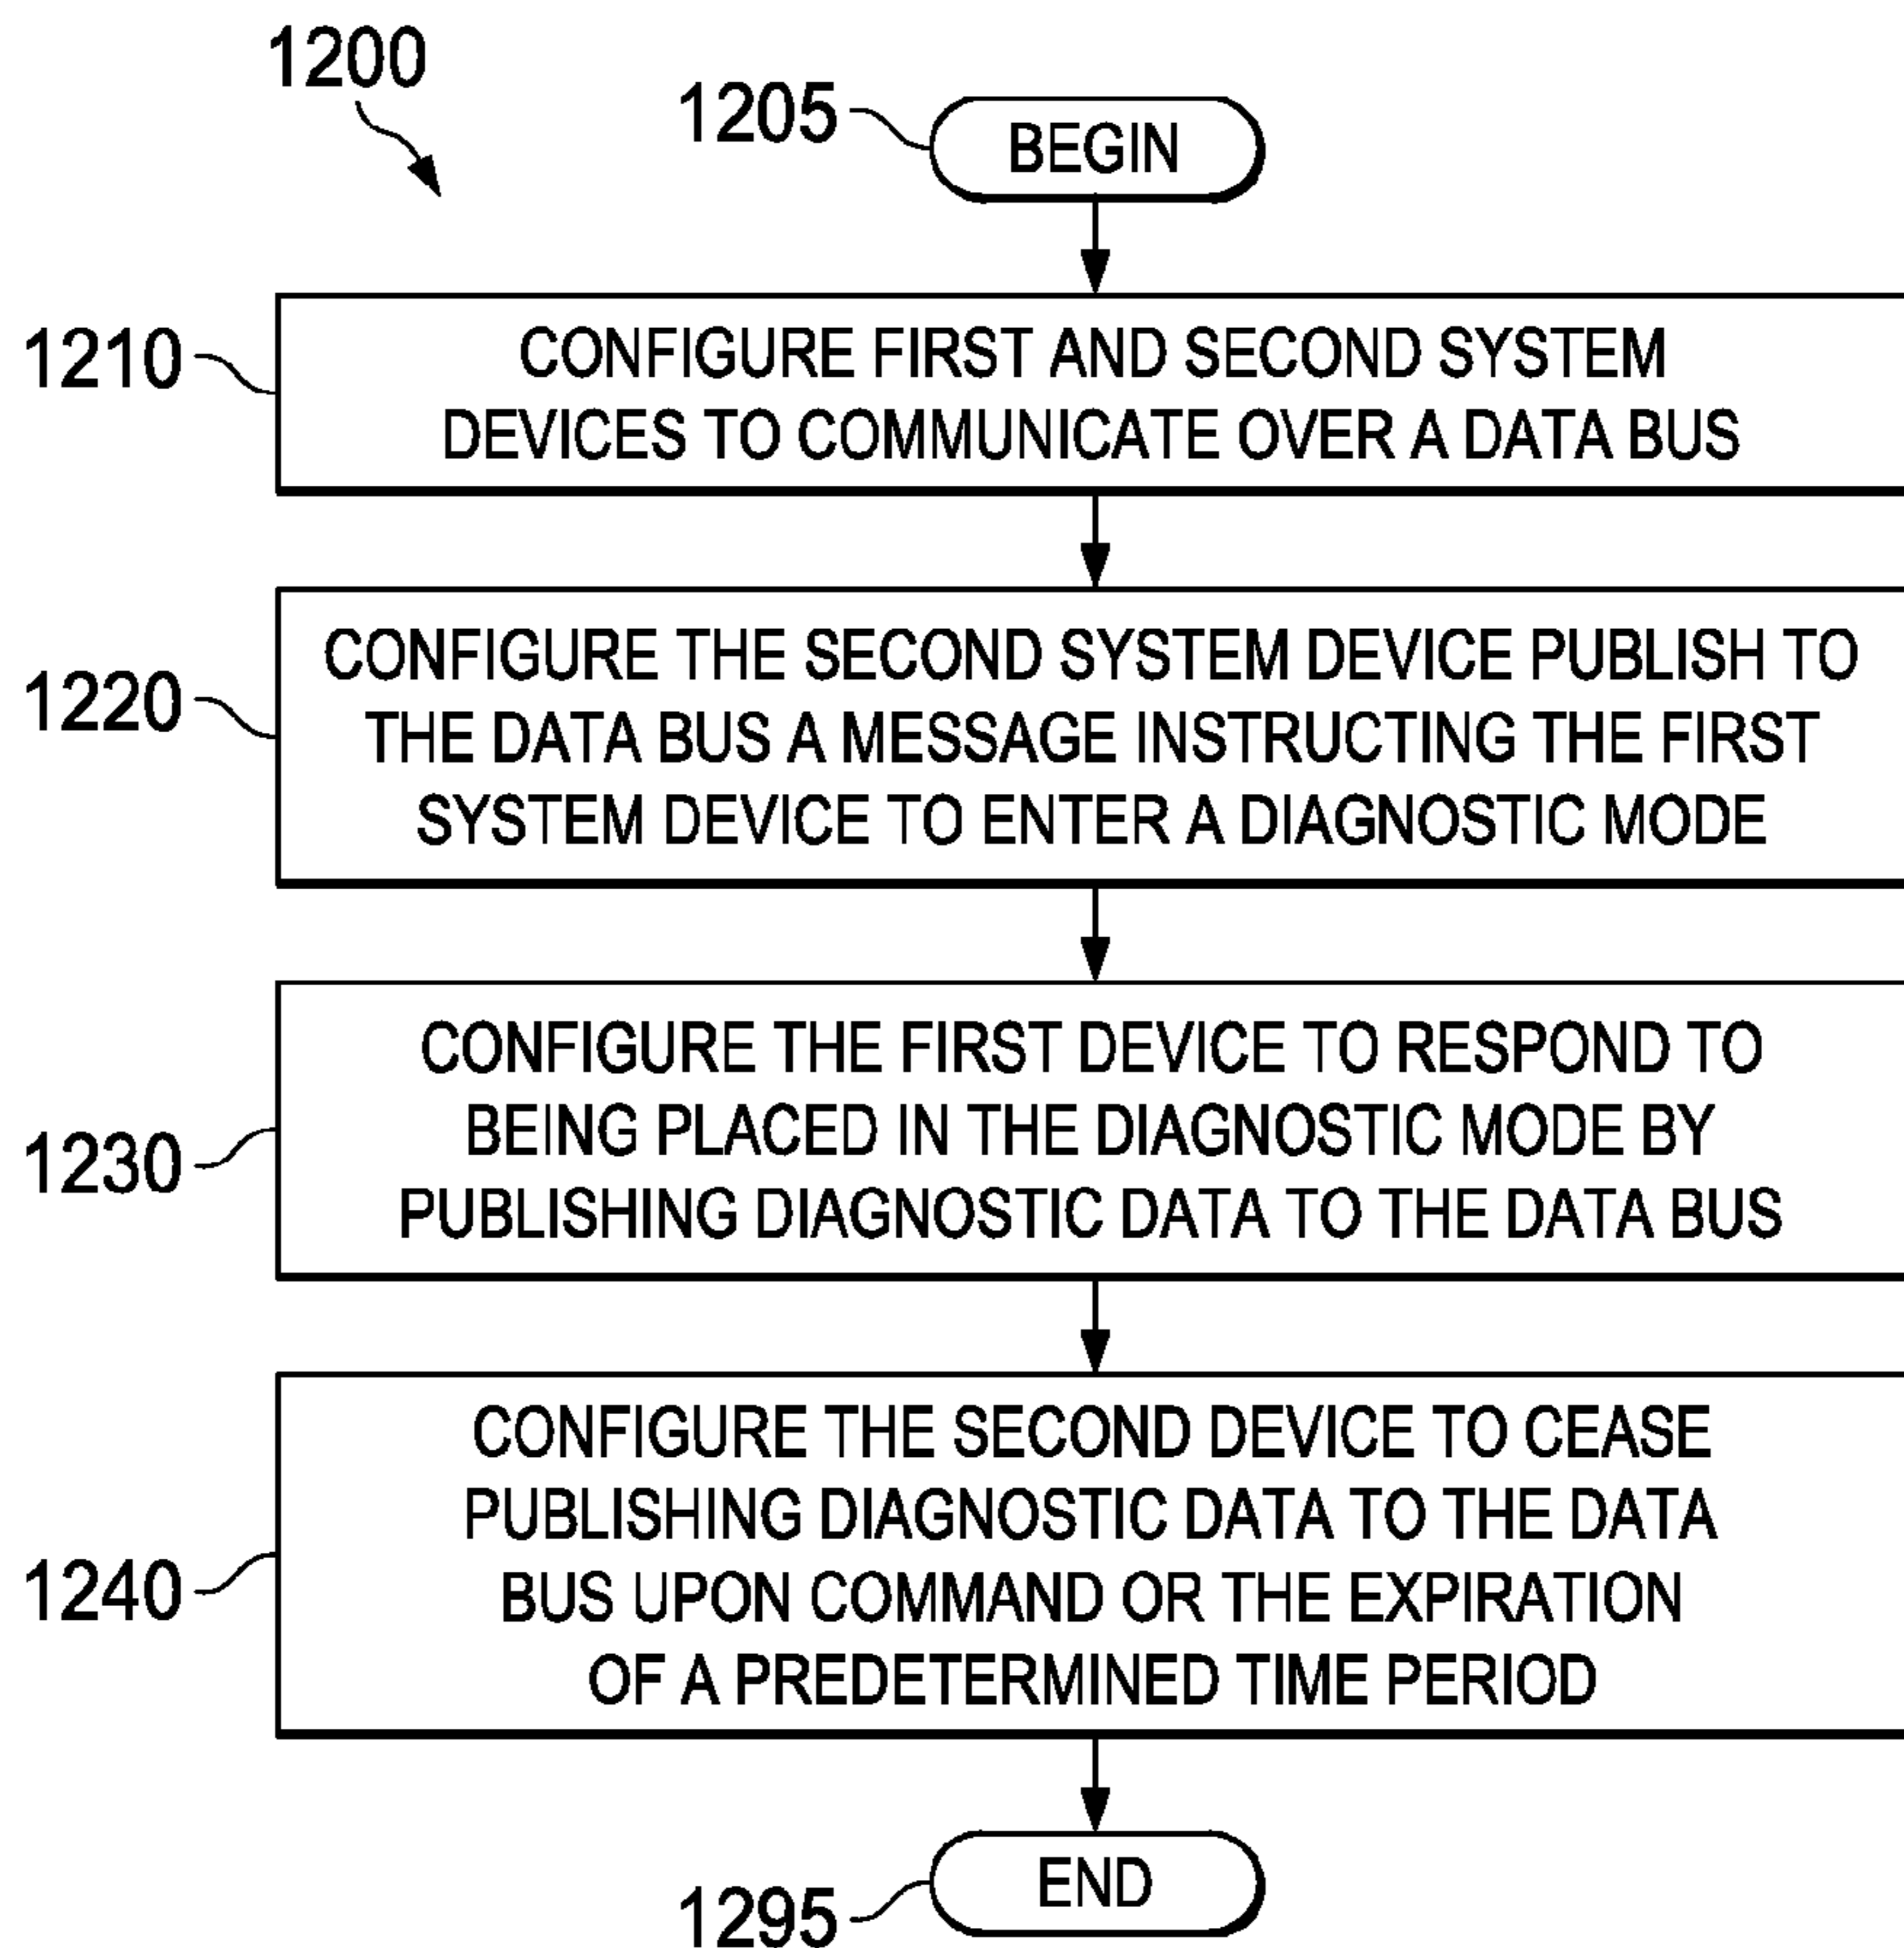 1200
1205
BEGIN
1210
CONFIGURE FIRST AND SECOND SYSTEM
DEVICES TO COMMUNICATE OVER A DATA BUS
1220
CONFIGURE THE SECOND SYSTEM DEVICE PUBLISH TO
THE DATA BUS A MESSAGE INSTRUCTING THE FIRST
SYSTEM DEVICE TO ENTER A DIAGNOSTIC MODE
1230
CONFIGURE THE FIRST DEVICE TO RESPOND TO
BEING PLACED IN THE DIAGNOSTIC MODE BY
PUBLISHING DIAGNOSTIC DATA TO THE DATA BUS
1240
CONFIGURE THE SECOND DEVICE TO CEASE
PUBLISHING DIAGNOSTIC DATA TO THE DATA
BUS UPON COMMAND OR THE EXPIRATION
OF A PREDETERMINED TIME PERIOD
1295
END